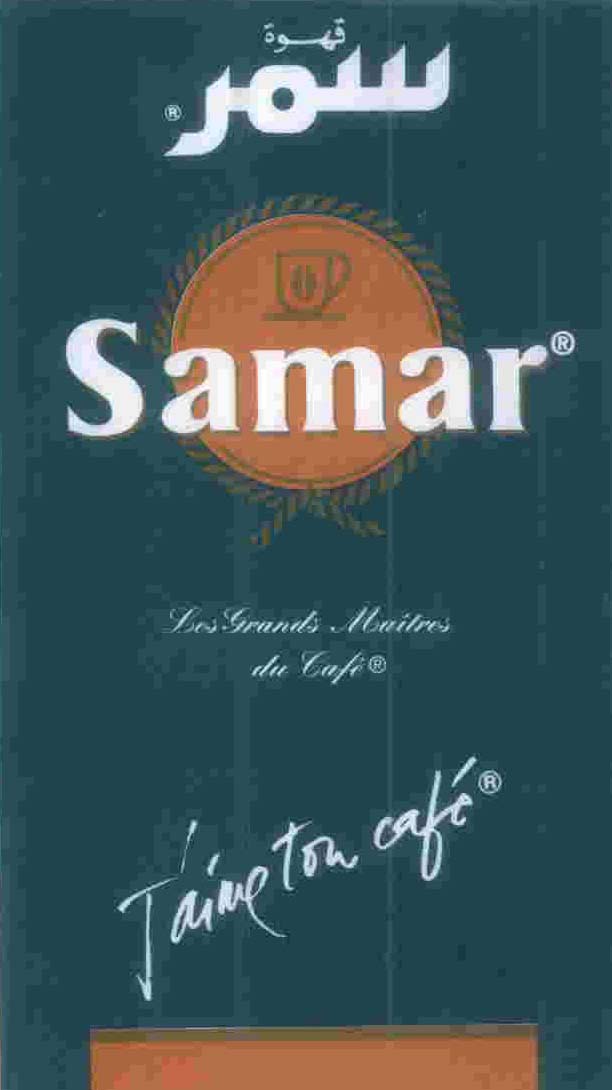 قهوة
سمر®
Samar®
Les Grands Maîtres
du Café®
J'aime ton café®